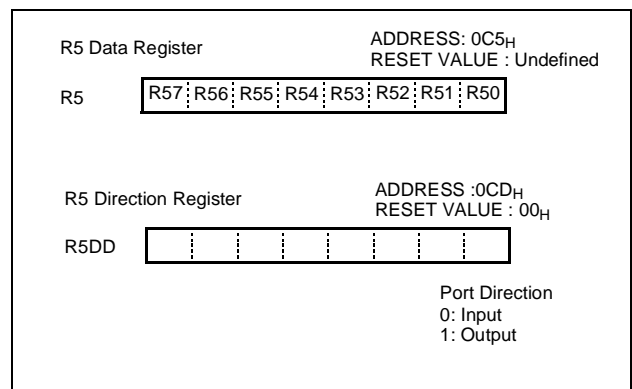 R5 Data Register
ADDRESS: 0C5H
RESET VALUE : Undefined
R5
R57 R56 R55 R54 R53 R52 R51 R50
R5 Direction Register
ADDRESS :0CDH
RESET VALUE : 00H
R5DD
Port Direction
0: Input
1: Output